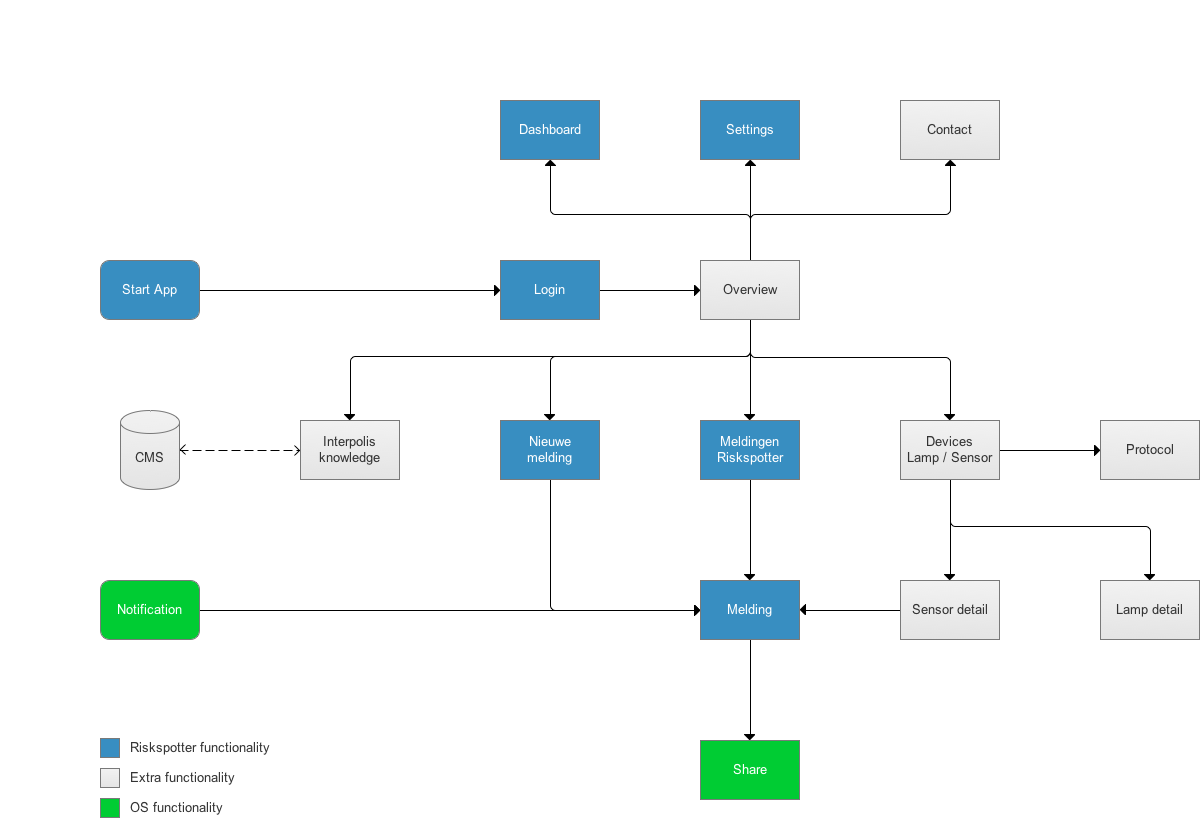 Dashboard
Settings
Contact
Start App
Login
Overview
CMS
Interpolis
knowledge
Nieuwe
melding
Meldingen
Riskspotter
Devices
Lamp / Sensor
Protocol
Notification
Melding
Sensor detail
Lamp detail
Share
Riskspotter functionality
Extra functionality
OS functionality